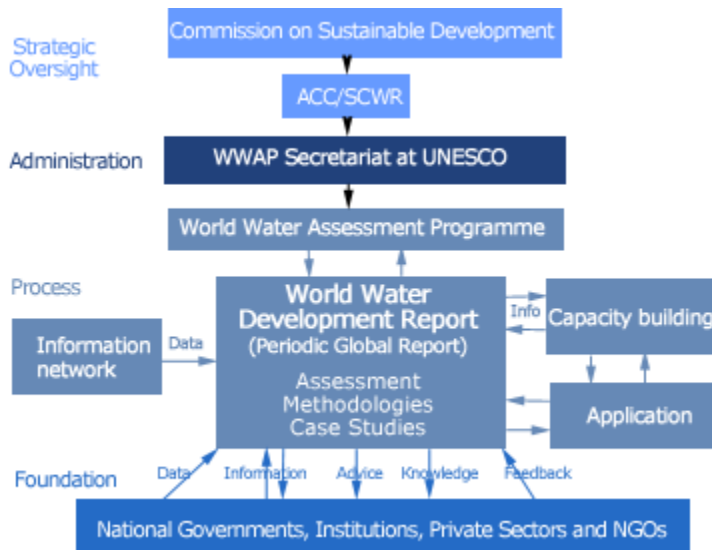 Strategic
Oversight
Commission on Sustainable Development
ACC/SCWR
Administration
WWAP Secretariat at UNESCO
World Water Assessment Programme
Process
World Water
Development Report
(Periodic Global Report)
Assessment
Methodologies
Case Studies
Information
network
Data
Info
Capacity building
Application
Foundation
Data
Information
Advice
Knowledge
Feedback
National Governments, Institutions, Private Sectors and NGOs